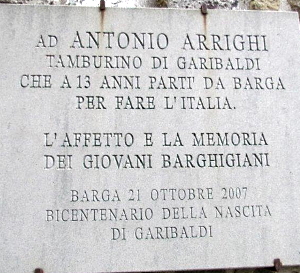 AD ANTONIO ARRIGHI
TAMBURINO DI GARIBALDI
CHE A 13 ANNI PARTI' DA BARGA
PER FARE L'ITALIA.
L'AFFETTO E LA MEMORIA
DEI GIOVANI BARGHIGIANI
BARGA 21 OTTOBRE 2007
BICENTENARIO DELLA NASCITA
DI GARIBALDI